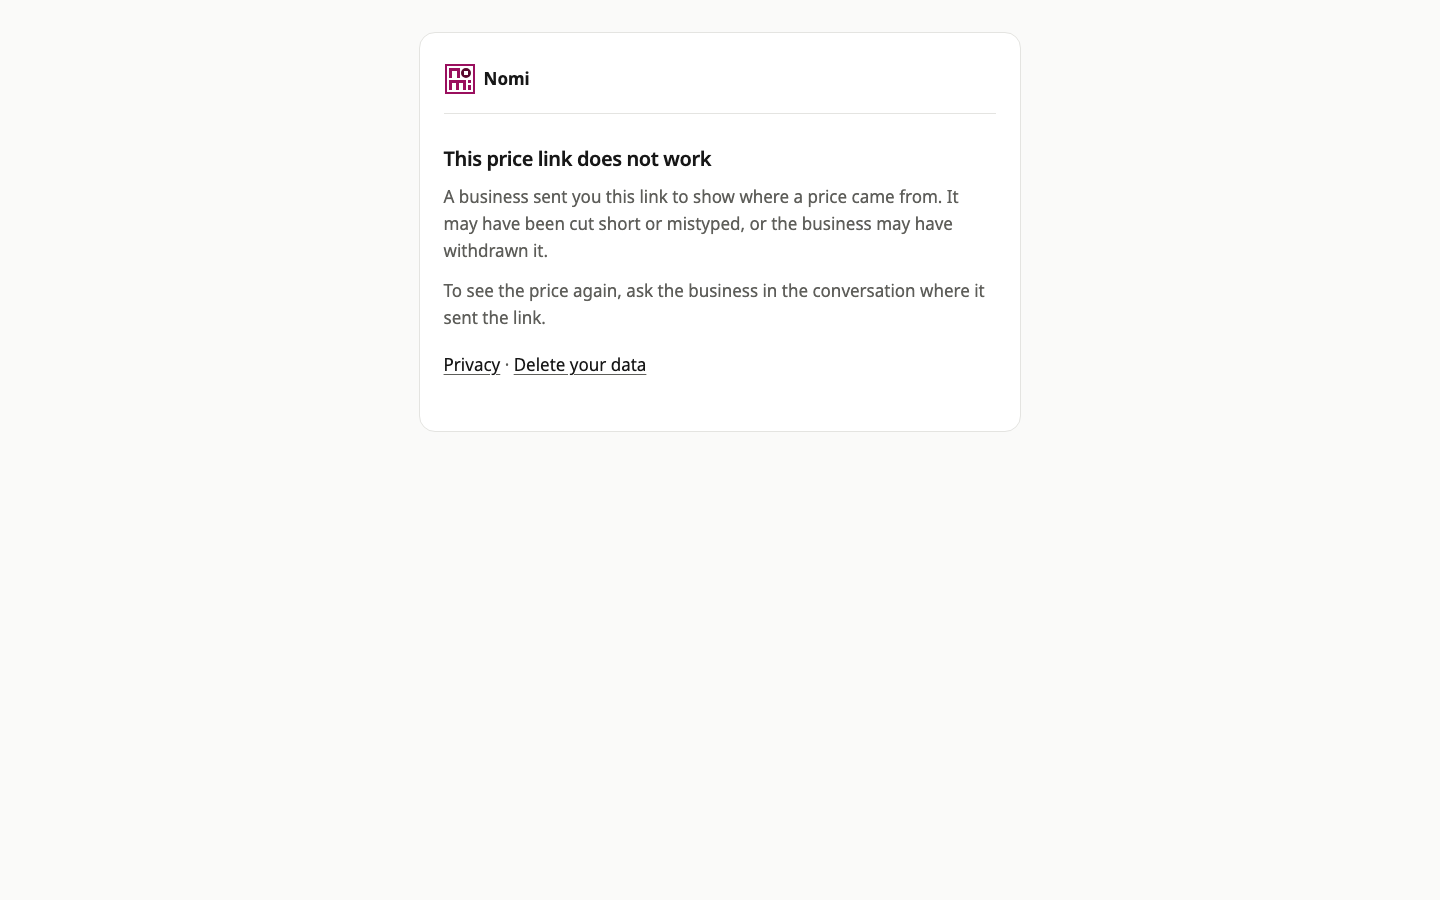 nomi
Nomi
This price link does not work
A business sent you this link to show where a price came from. It
may have been cut short or mistyped, or the business may have
withdrawn it.
To see the price again, ask the business in the conversation where it
sent the link.
Privacy · Delete your data